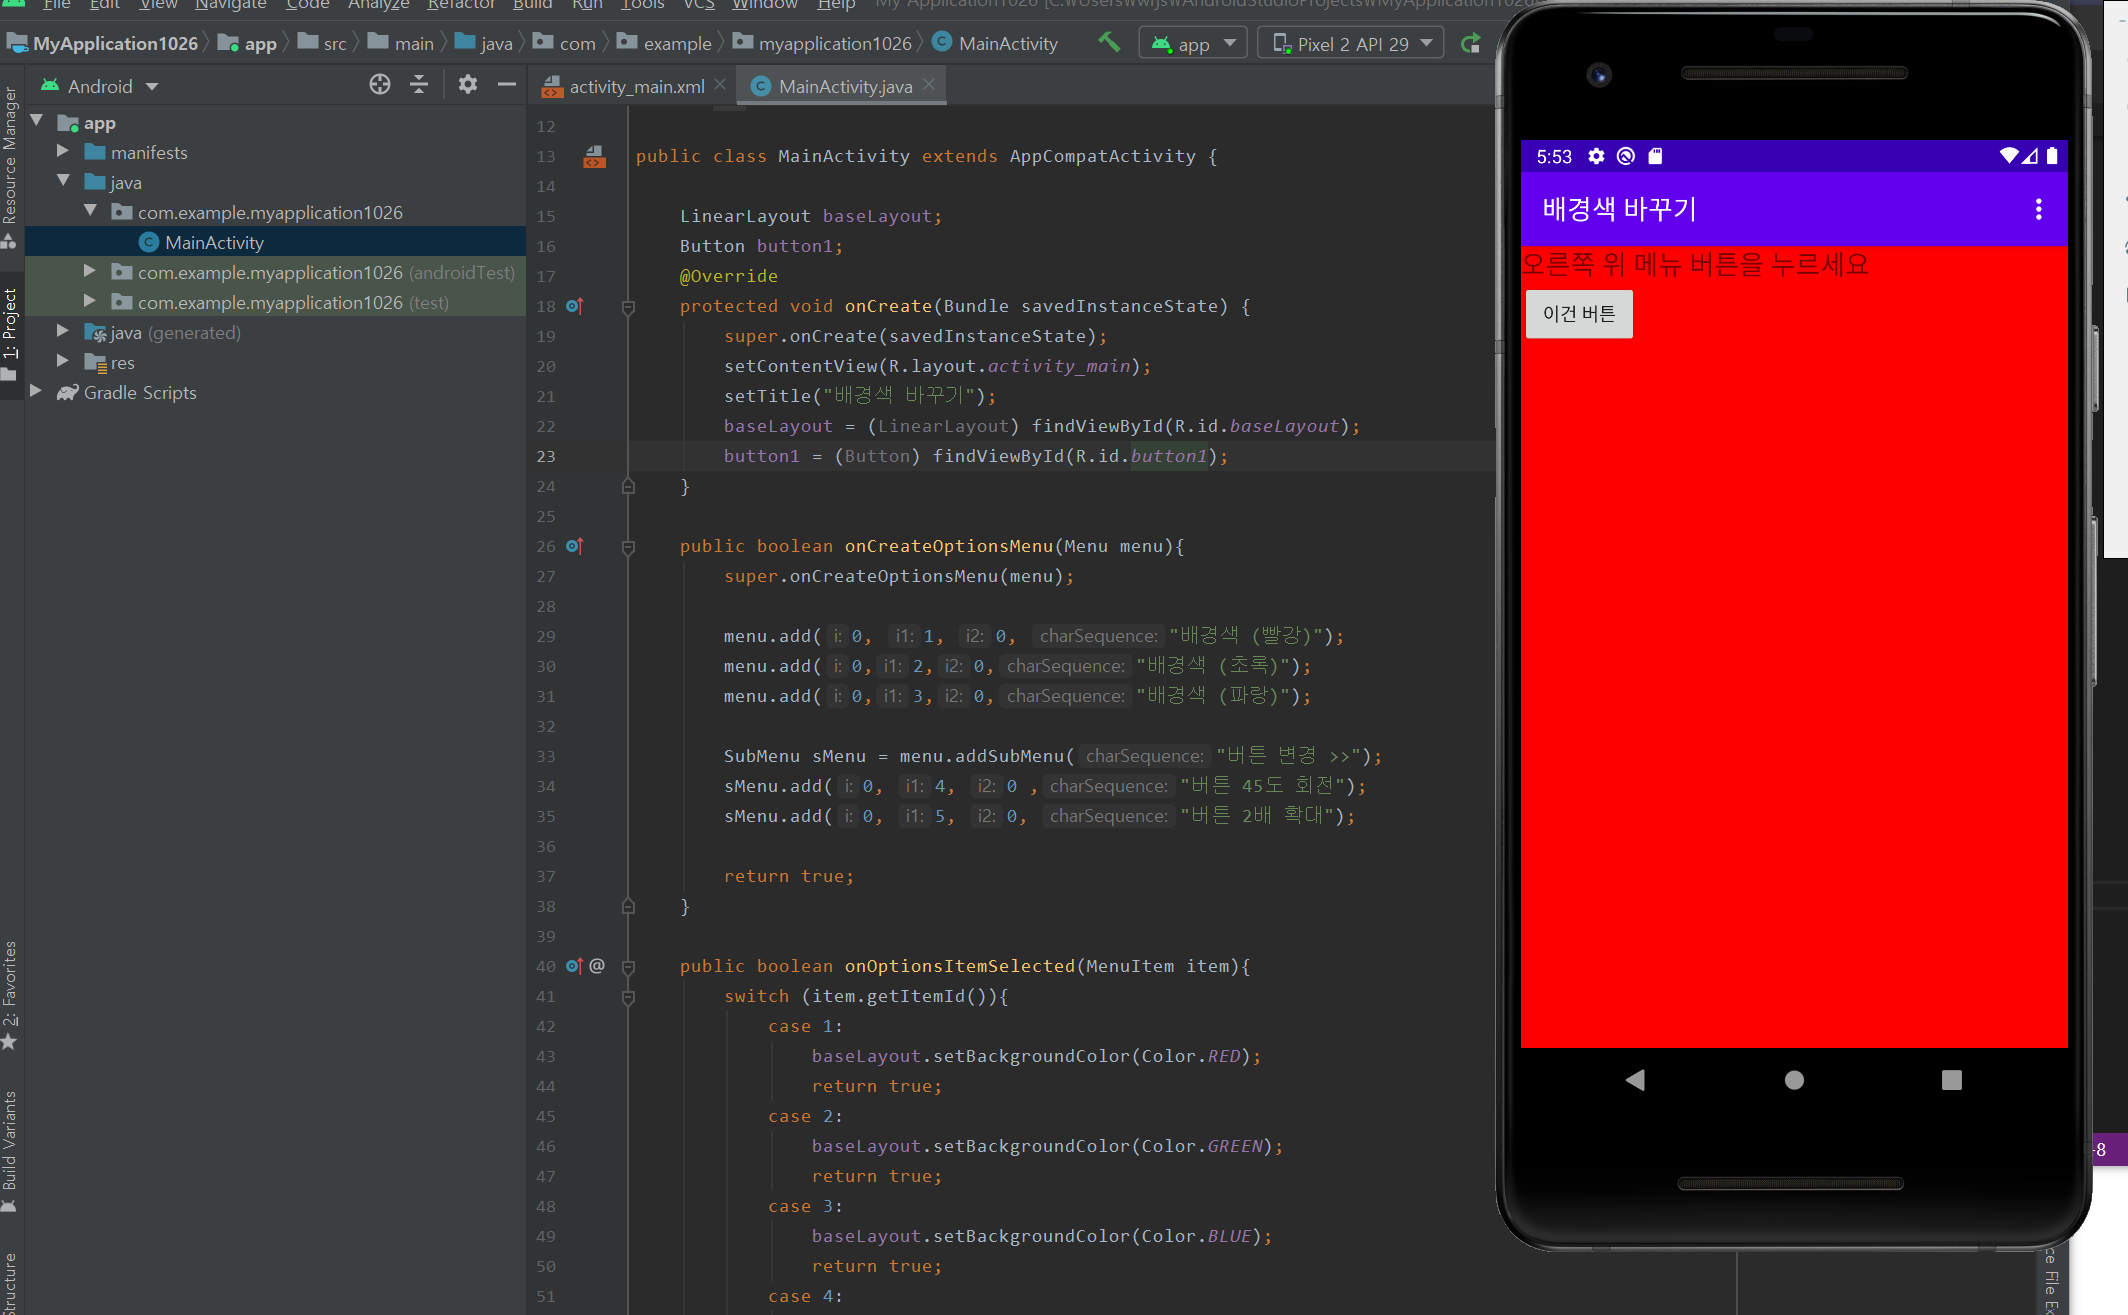 File Edit View Navigate Code Analyze Refactor Build Run Tools VCS Window Help
MyApplication1026 app src main java com example myapplication1026 MainActivity app Pixel 2 API 29
Android
activity_main.xml MainActivity.java
Resource Manager
1: Project
2: Favorites
Build Variants
Structure
app
manifests
java
com.example.myapplication1026
MainActivity
com.example.myapplication1026 (androidTest)
com.example.myapplication1026 (test)
java (generated)
res
Gradle Scripts
12
13 public class MainActivity extends AppCompatActivity {
14
15 LinearLayout baseLayout;
16 Button button1;
17 @Override
18 protected void onCreate(Bundle savedInstanceState) {
19 super.onCreate(savedInstanceState);
20 setContentView(R.layout.activity_main);
21 setTitle("배경색 바꾸기");
22 baseLayout = (LinearLayout) findViewById(R.id.baseLayout);
23 button1 = (Button) findViewById(R.id.button1);
24 }
25
26 public boolean onCreateOptionsMenu(Menu menu){
27 super.onCreateOptionsMenu(menu);
28
29 menu.add( i: 0, i1: 1, i2: 0, charSequence: "배경색 (빨강)");
30 menu.add( i: 0, i1: 2, i2: 0, charSequence: "배경색 (초록)");
31 menu.add( i: 0, i1: 3, i2: 0, charSequence: "배경색 (파랑)");
32
33 SubMenu sMenu = menu.addSubMenu( charSequence: "버튼 변경 >>");
34 sMenu.add( i: 0, i1: 4, i2: 0 , charSequence: "버튼 45도 회전");
35 sMenu.add( i: 0, i1: 5, i2: 0, charSequence: "버튼 2배 확대");
36
37 return true;
38 }
39
40 @ public boolean onOptionsItemSelected(MenuItem item){
41 switch (item.getItemId()){
42 case 1:
43 baseLayout.setBackgroundColor(Color.RED);
44 return true;
45 case 2:
46 baseLayout.setBackgroundColor(Color.GREEN);
47 return true;
48 case 3:
49 baseLayout.setBackgroundColor(Color.BLUE);
50 return true;
51 case 4:
5:53
배경색 바꾸기
오른쪽 위 메뉴 버튼을 누르세요
이건 버튼
-8